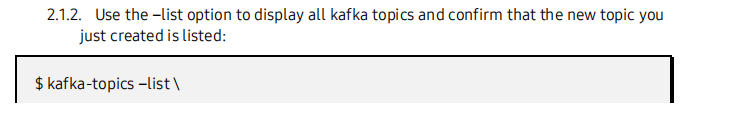 2.1.2. Use the –list option to display all kafka topics and confirm that the new topic you
just created is listed:
$ kafka-topics –list \